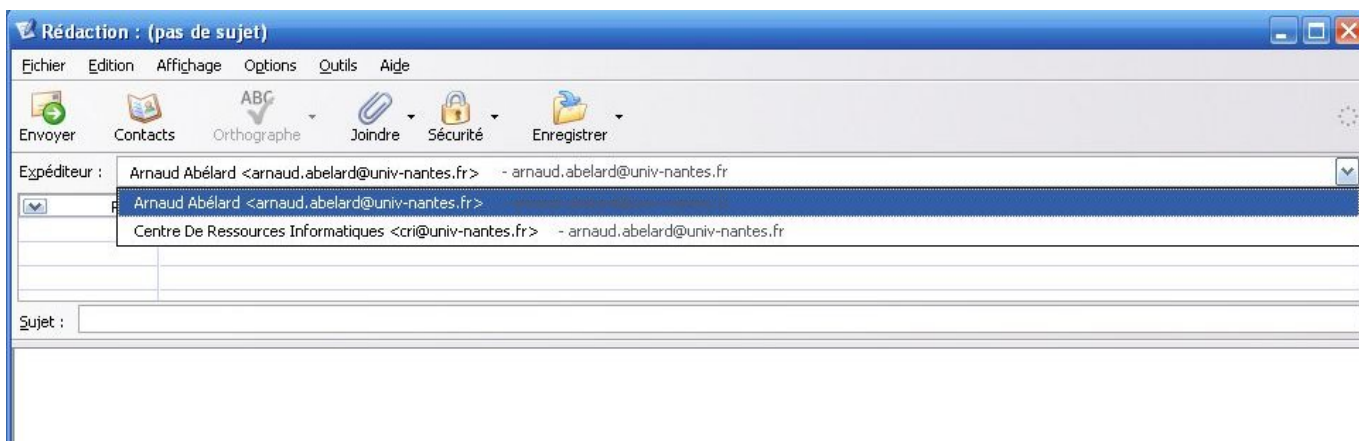 Rédaction : (pas de sujet)
Fichier Edition Affichage Options Outils Aide
ABC
Envoyer Contacts Orthographe Joindre Sécurité Enregistrer
Expéditeur : Arnaud Abélard <arnaud.abelard@univ-nantes.fr> - arnaud.abelard@univ-nantes.fr
Arnaud Abélard <arnaud.abelard@univ-nantes.fr>
Centre De Ressources Informatiques <cri@univ-nantes.fr> - arnaud.abelard@univ-nantes.fr
Sujet :